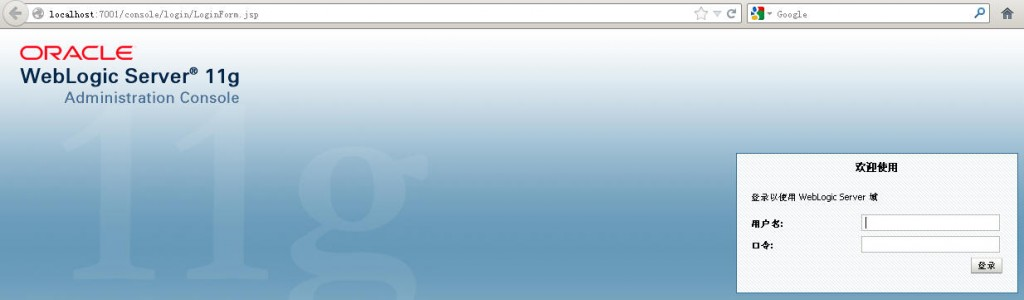 localhost:7001/console/login/LoginForm.jsp
Google
ORACLE
WebLogic Server® 11g
Administration Console
11g
欢迎使用
登录以使用 WebLogic Server 域
用户名:
口令:
登录